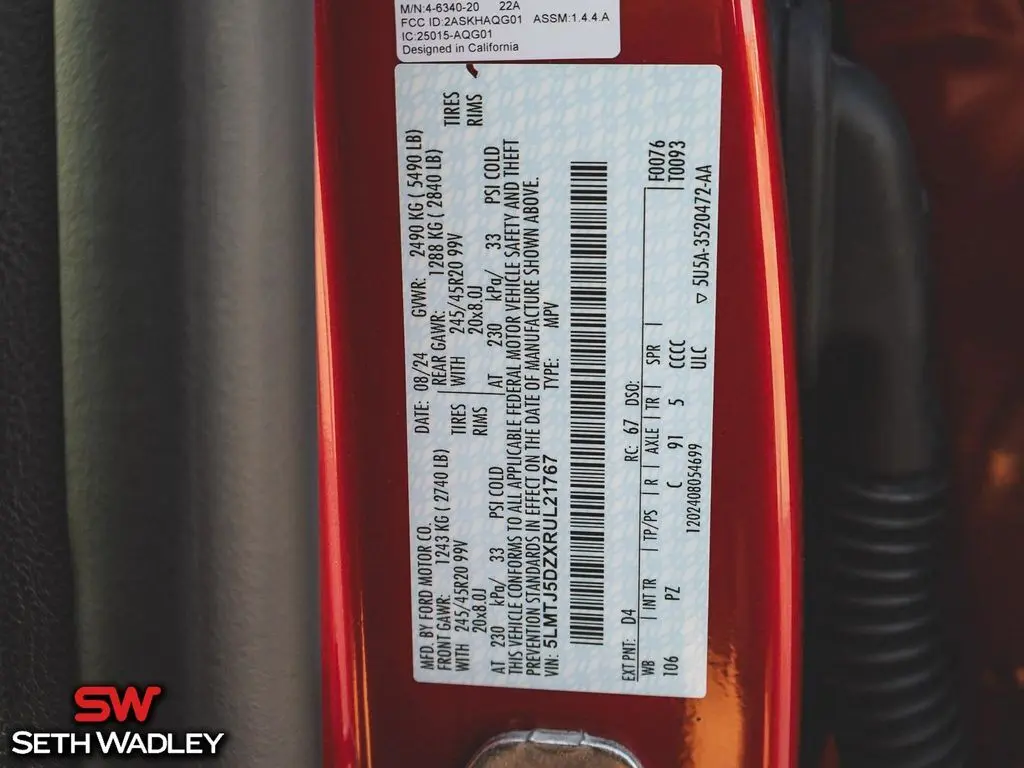 M/N:4-6340-20 22A
FCC ID:2ASKHAQG01 ASSM:1.4.4.A
IC:25015-AQG01
Designed in California
MFD. BY FORD MOTOR CO. DATE: 08/24 GVWR: 2490 KG ( 5490 LB)
FRONT GAWR: 1243 KG ( 2740 LB) REAR GAWR: 1288 KG ( 2840 LB)
WITH 245/45R20 99V TIRES WITH 245/45R20 99V TIRES
20x8.0J RIMS 20x8.0J RIMS
AT 230 kPa/ 33 PSI COLD AT 230 kPa/ 33 PSI COLD
THIS VEHICLE CONFORMS TO ALL APPLICABLE FEDERAL MOTOR VEHICLE SAFETY AND THEFT
PREVENTION STANDARDS IN EFFECT ON THE DATE OF MANUFACTURE SHOWN ABOVE.
VIN: 5LMTJ5DZXRUL21767 TYPE: MPV
EXT PNT: D4 RC: 67 DSO: F0076
WB INT TR TP/PS R AXLE TR SPR T0093
106 PZ C 91 5 CCCC
1202408054699 ULC ▽ 5U5A-3520472-AA
SW
SETH WADLEY